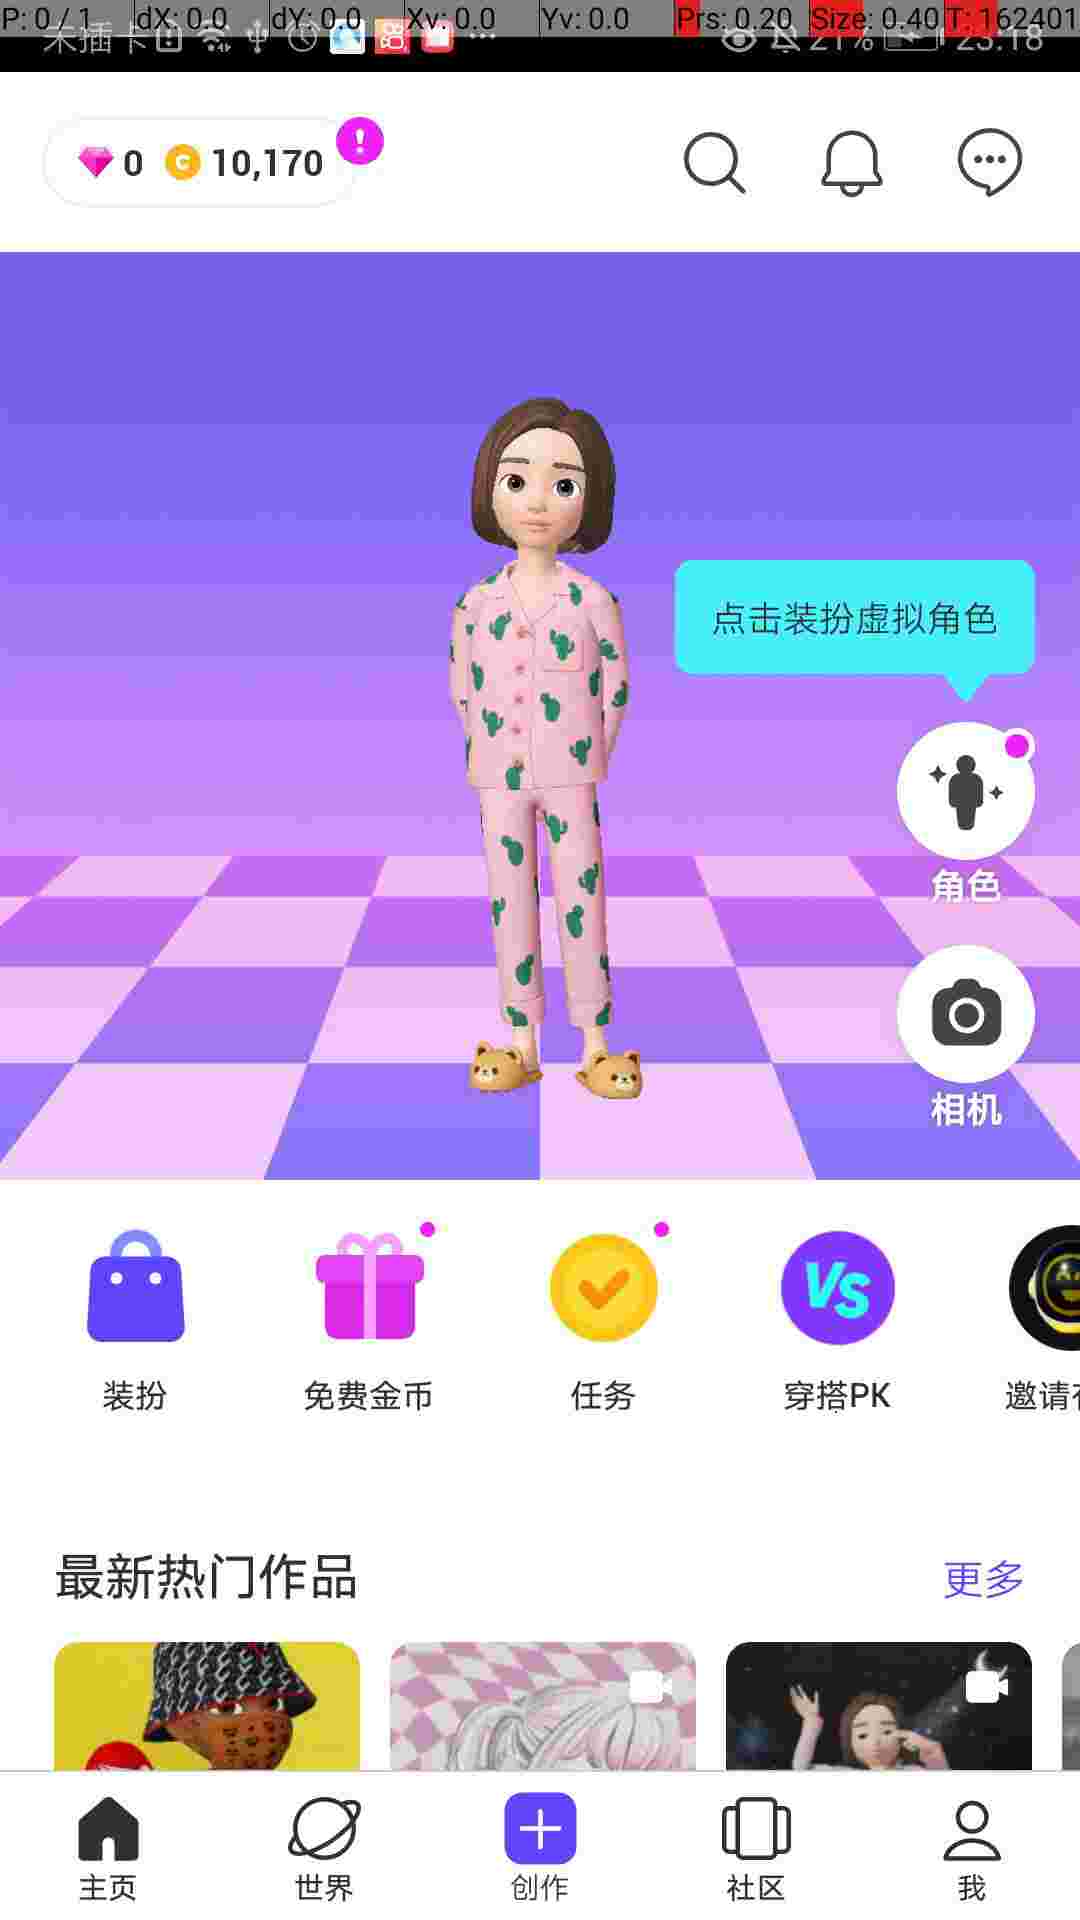 P: 0 / 1 dX: 0.0 dY: 0.0 Xv: 0.0 Yv: 0.0 Prs: 0.20 Size: 0.40 T: 162401
未插卡 21% 23:18
0 C 10,170 !
点击装扮虚拟角色
角色
相机
VS
装扮 免费金币 任务 穿搭PK 邀请
最新热门作品 更多
主页 世界 创作 社区 我